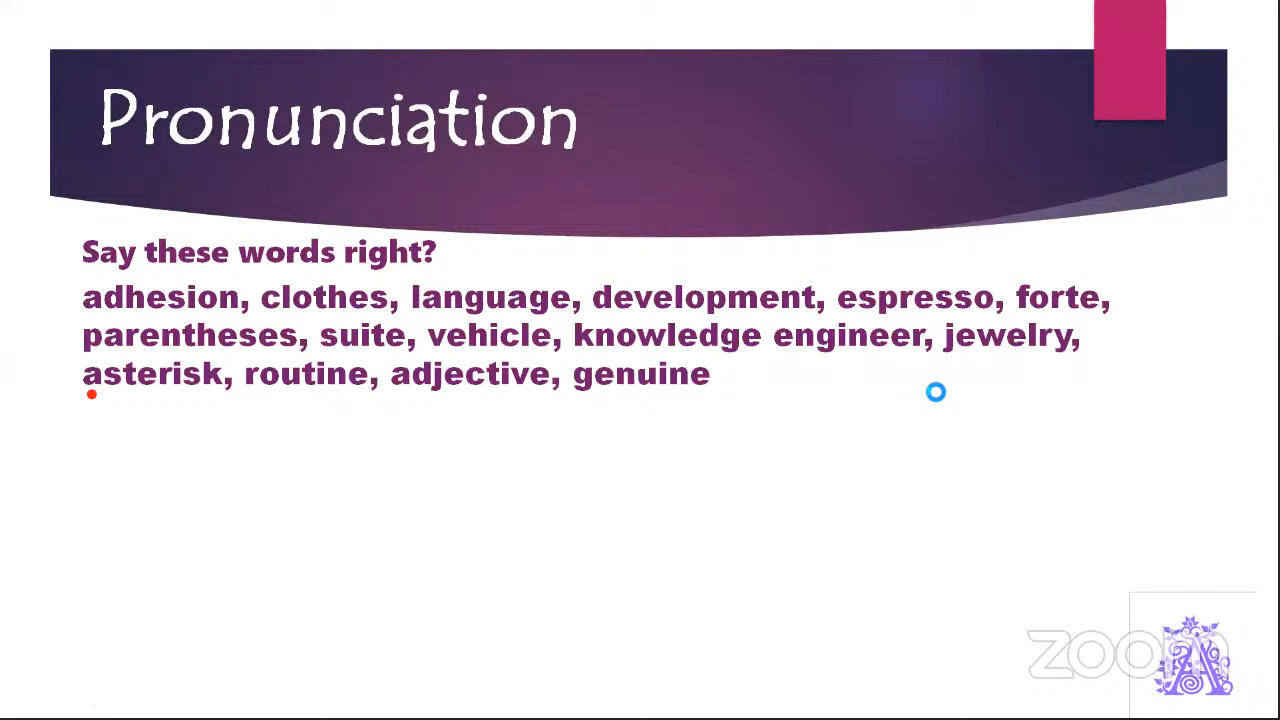 Pronunciation
Say these words right?
adhesion, clothes, language, development, espresso, forte,
parentheses, suite, vehicle, knowledge engineer, jewelry,
asterisk, routine, adjective, genuine
zoom
A